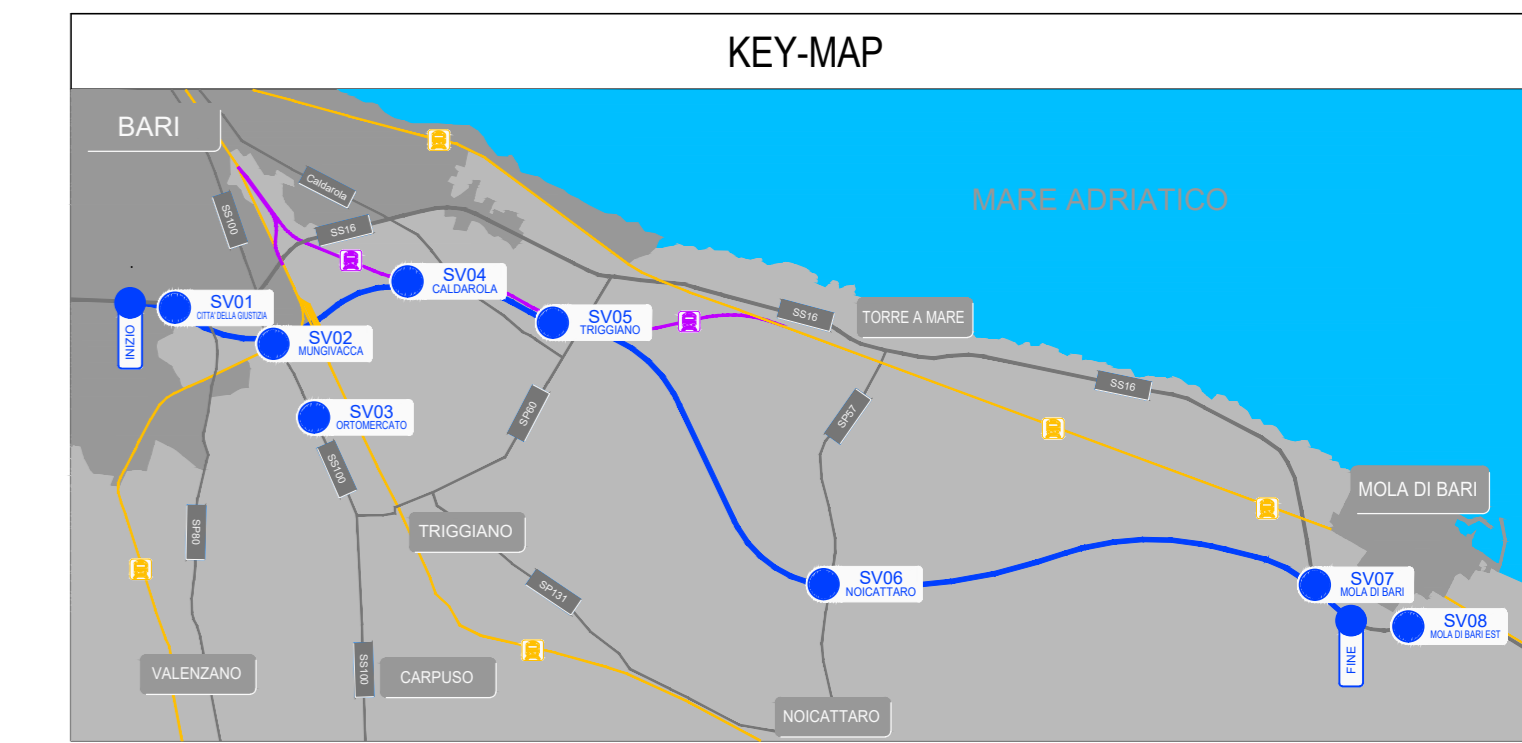 KEY-MAP
BARI
Caldarola
MARE ADRIATICO
SS100
SS16
SV04
CALDAROLA
SV01
CITTA' DELLA GIUSTIZIA
SV05
TRIGGIANO
SS16
TORRE A MARE
INIZIO
SV02
MUNGIVACCA
SS16
SV03
ORTOMERCATO
SP60
SP57
SS100
MOLA DI BARI
SP80
TRIGGIANO
SV06
NOICATTARO
SV07
MOLA DI BARI
SP131
SV08
MOLA DI BARI EST
FINE
SS100
VALENZANO
CARPUSO
NOICATTARO